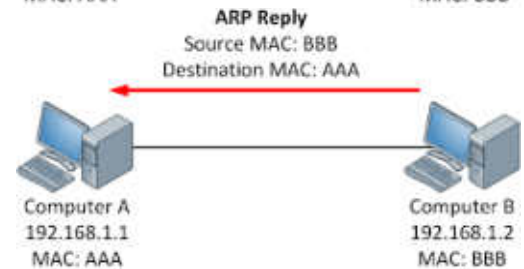 ARP Reply
Source MAC: BBB
Destination MAC: AAA
Computer A
192.168.1.1
MAC: AAA
Computer B
192.168.1.2
MAC: BBB